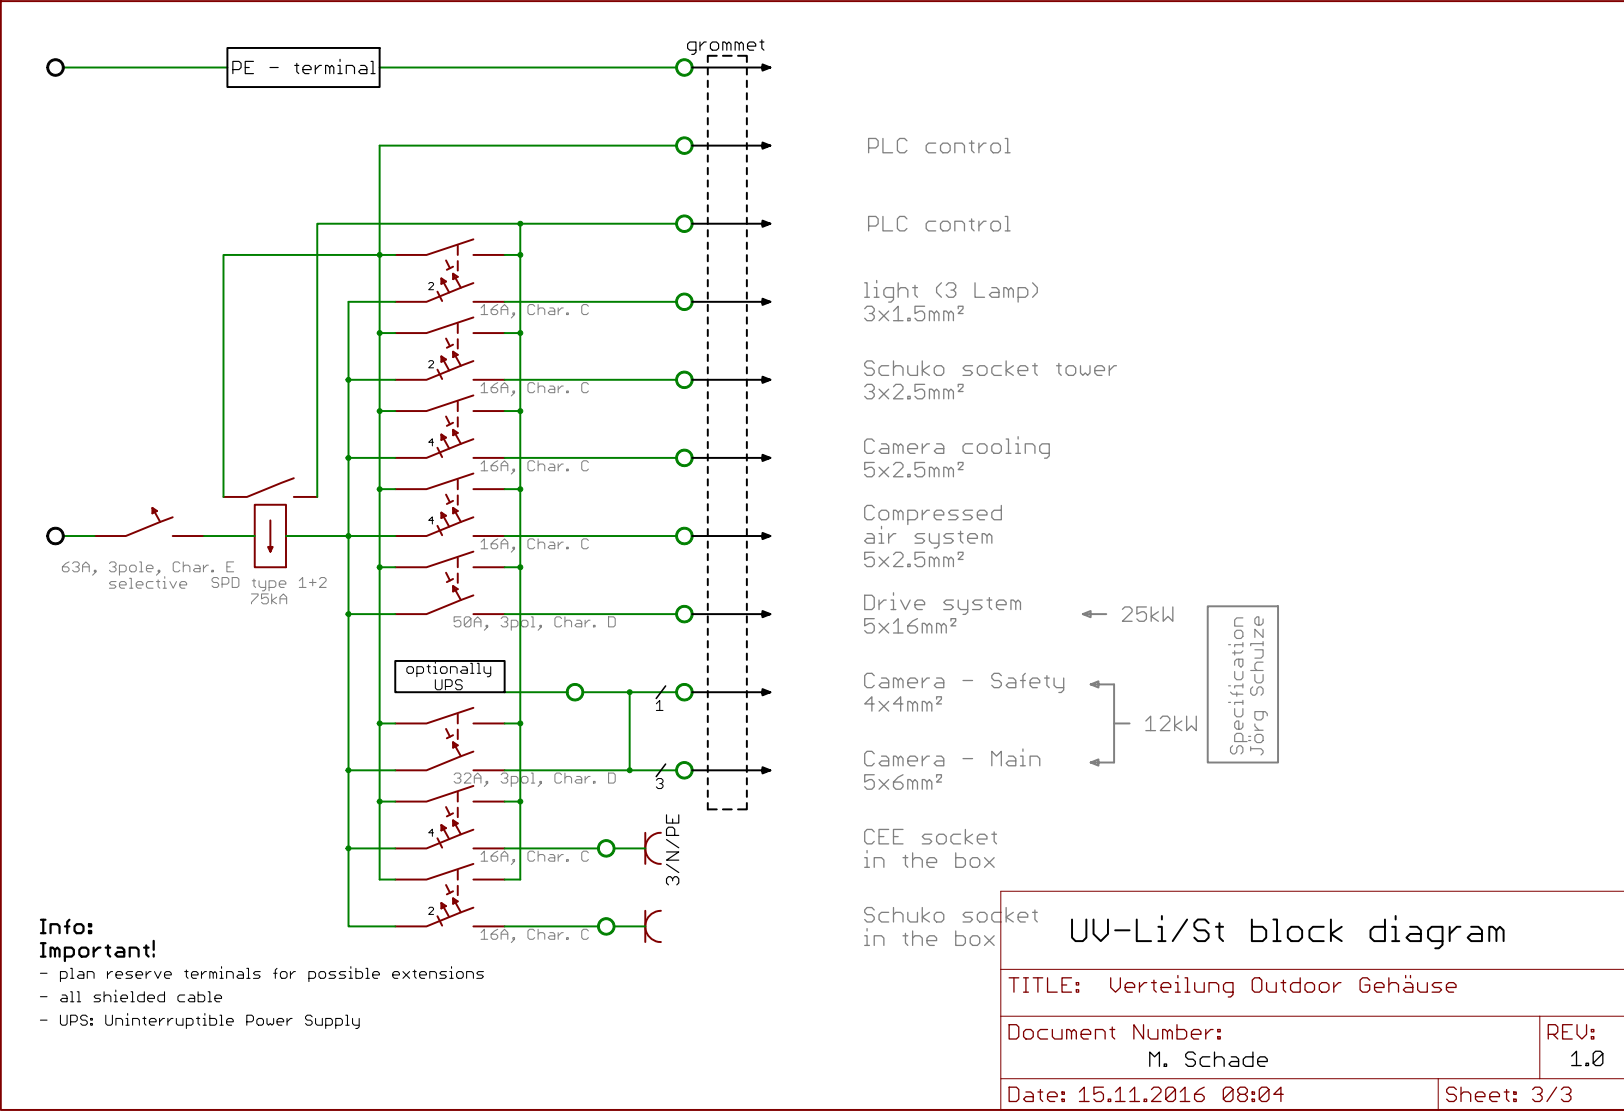 grommet
PE - terminal
PLC control
PLC control
light (3 Lamp)
3x1.5mm²
2
16A, Char. C
Schuko socket tower
3x2.5mm²
2
16A, Char. C
Camera cooling
5x2.5mm²
4
16A, Char. C
Compressed
air system
5x2.5mm²
4
16A, Char. C
63A, 3pole, Char. E
selective
SPD type 1+2
75kA
Drive system
5x16mm²
25kW
50A, 3pol, Char. D
Specification
Jörg Schulze
optionally
UPS
1
Camera - Safety
4x4mm²
12kW
Camera - Main
5x6mm²
32A, 3pol, Char. D
3
3/N/PE
4
16A, Char. C
CEE socket
in the box
2
16A, Char. C
Schuko socket
in the box
Info:
Important!
- plan reserve terminals for possible extensions
- all shielded cable
- UPS: Uninterruptible Power Supply
UV-Li/St block diagram
TITLE: Verteilung Outdoor Gehäuse
Document Number:
M. Schade
REV:
1.0
Date: 15.11.2016 08:04
Sheet: 3/3